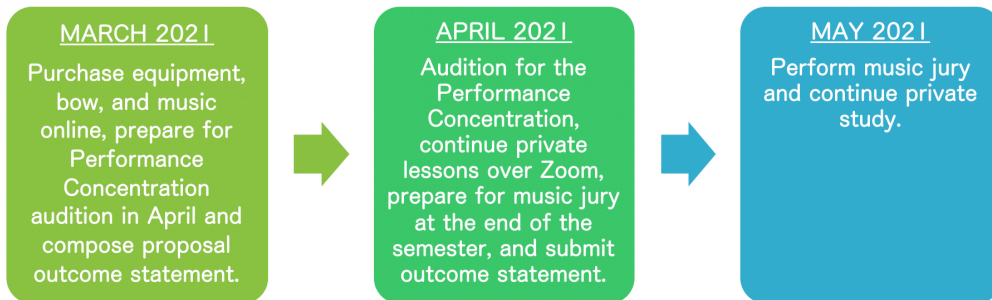 MARCH 2021
Purchase equipment,
bow, and music
online, prepare for
Performance
Concentration
audition in April and
compose proposal
outcome statement.
APRIL 2021
Audition for the
Performance
Concentration,
continue private
lessons over Zoom,
prepare for music jury
at the end of the
semester, and submit
outcome statement.
MAY 2021
Perform music jury
and continue private
study.